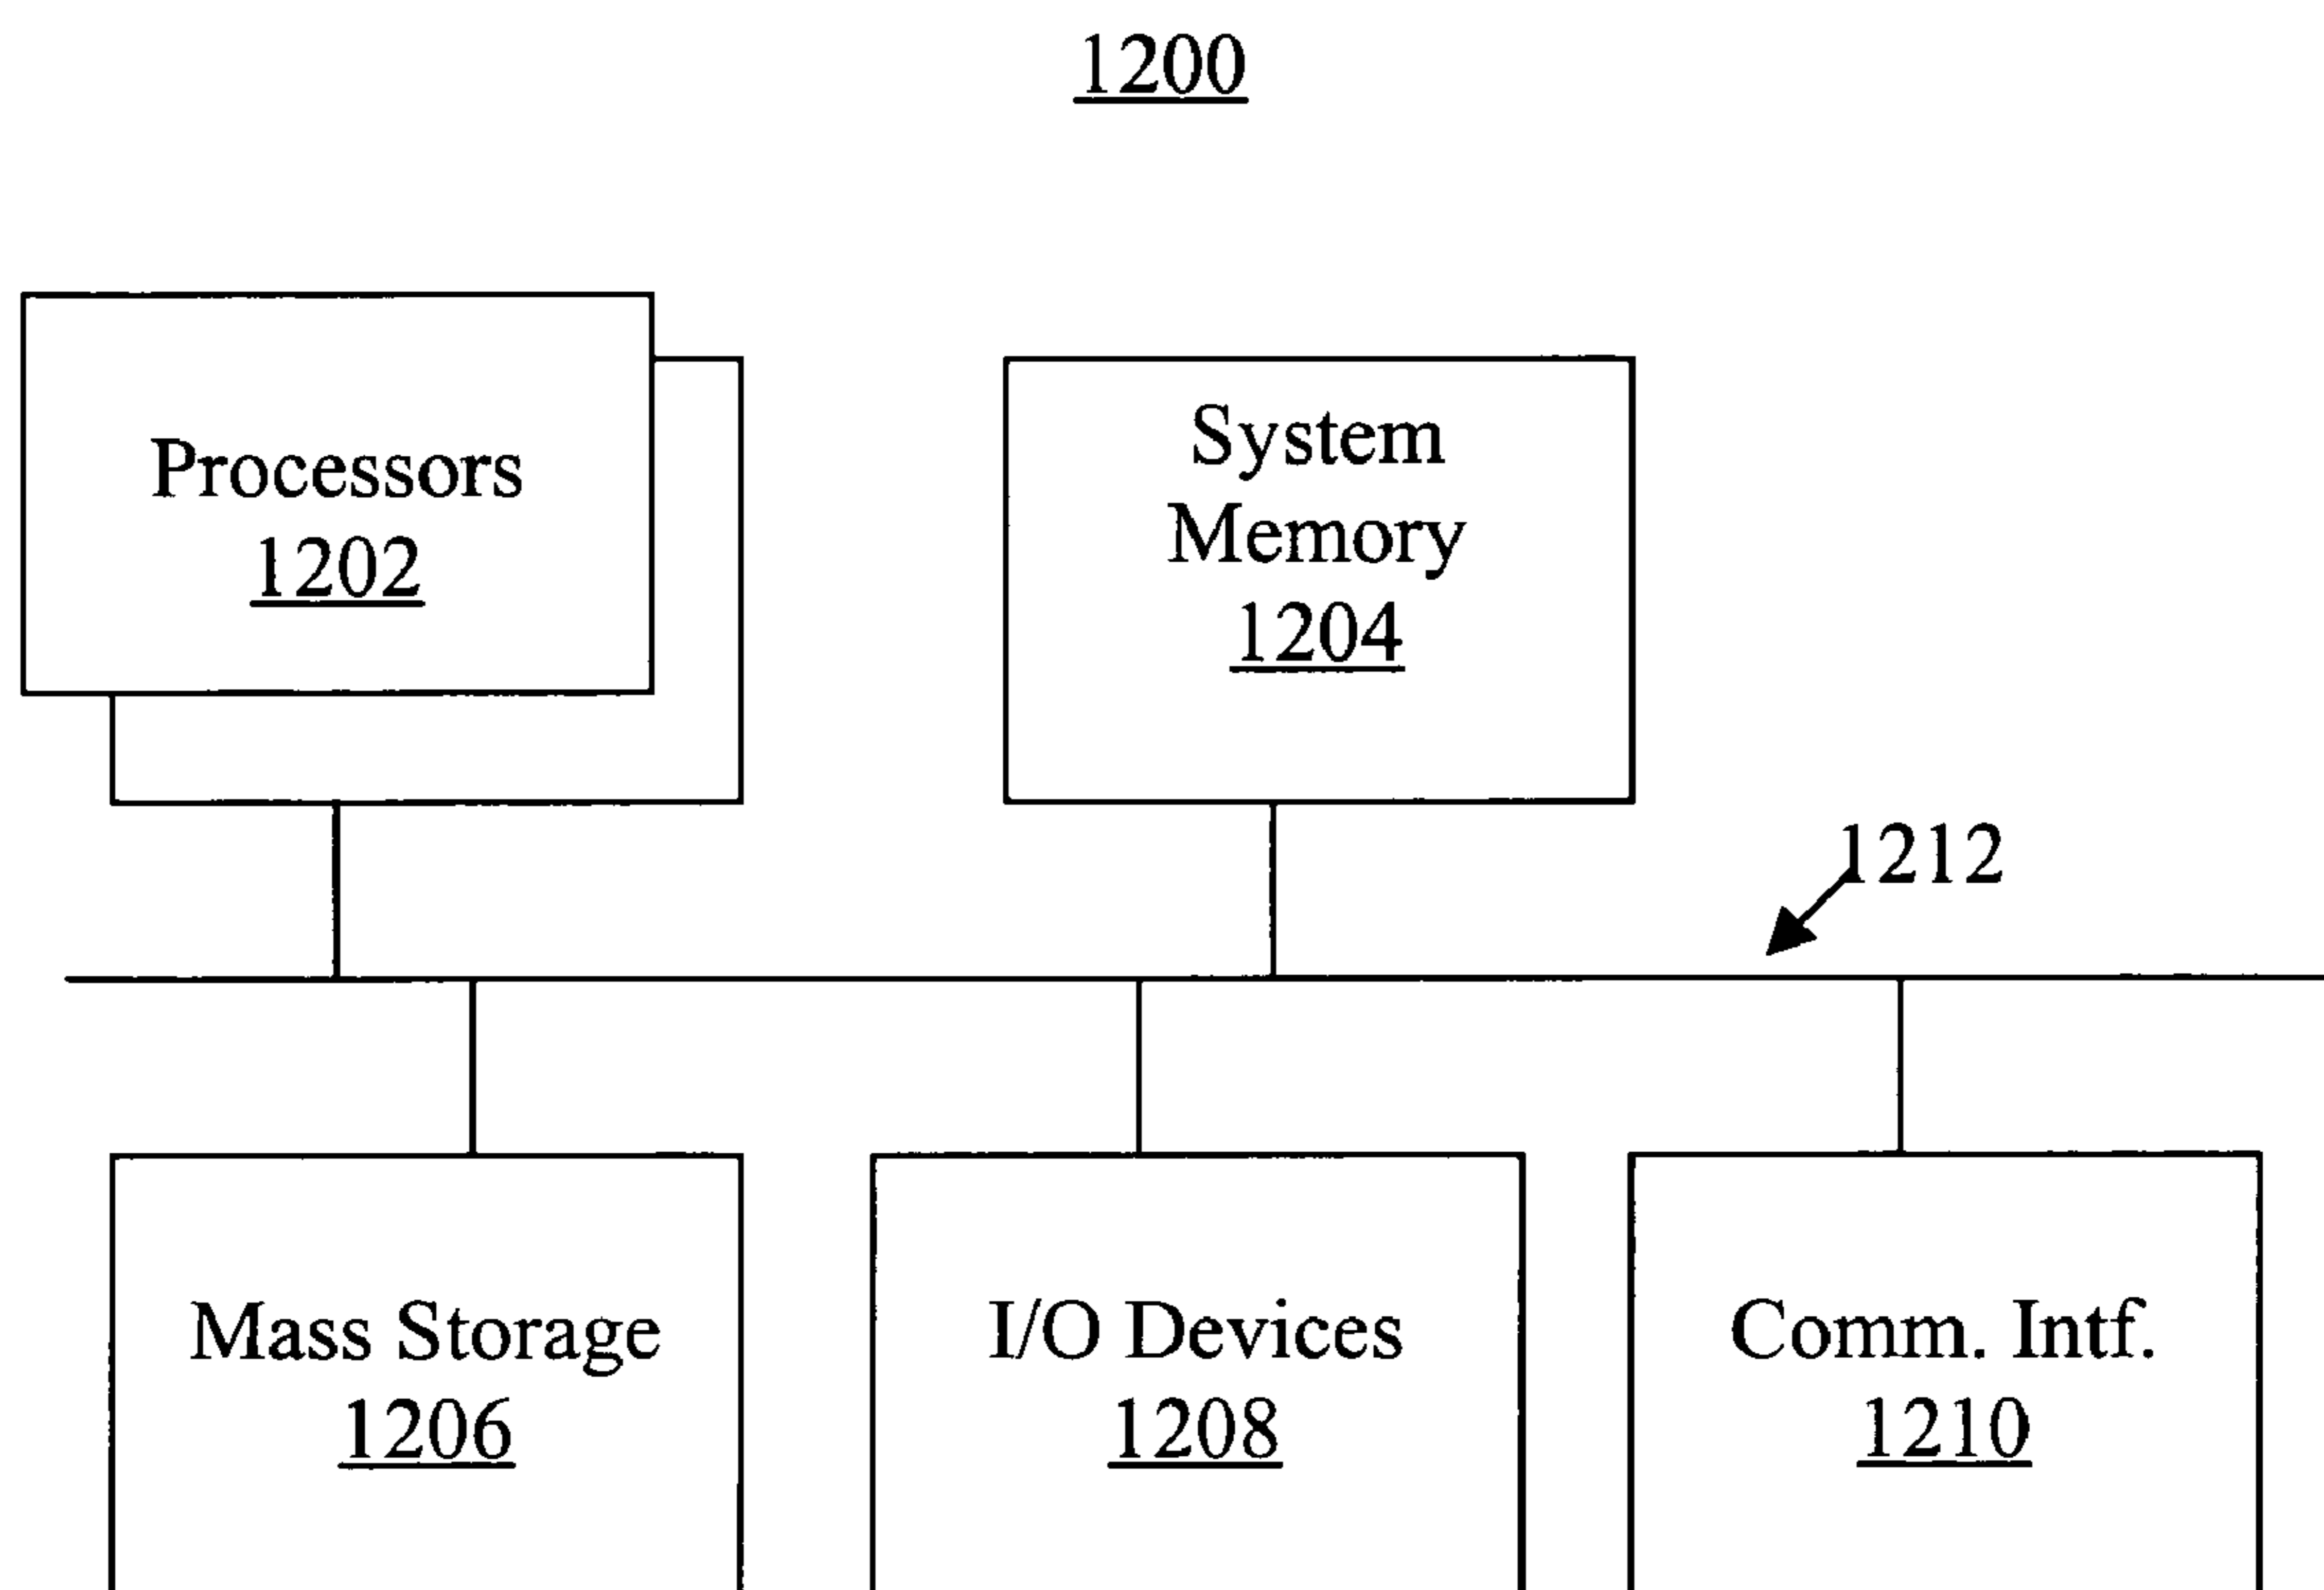 1200
Processors
1202
System
Memory
1204
1212
Mass Storage
1206
I/O Devices
1208
Comm. Intf.
1210